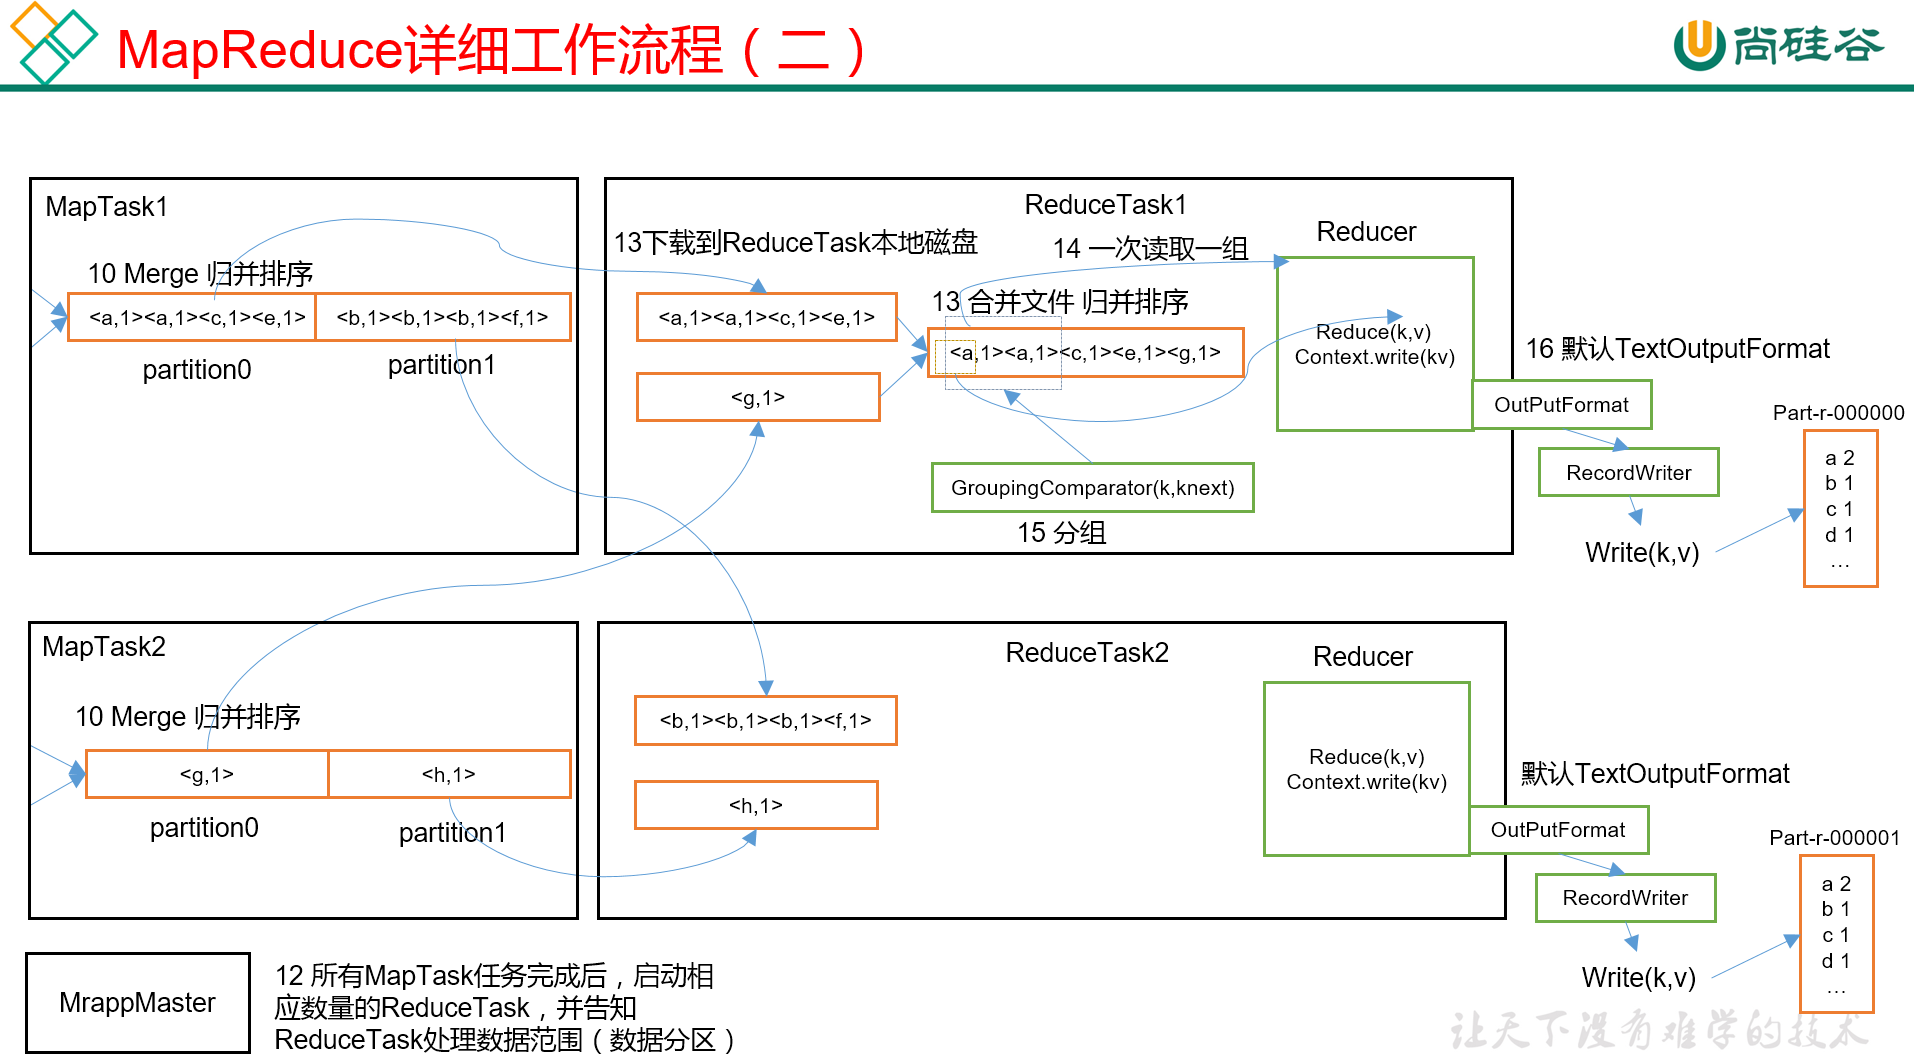 MapReduce详细工作流程（二）
尚硅谷
MapTask1
10 Merge 归并排序
<a,1><a,1><c,1><e,1>
<b,1><b,1><b,1><f,1>
partition0
partition1
ReduceTask1
13下载到ReduceTask本地磁盘
14 一次读取一组
Reducer
<a,1><a,1><c,1><e,1>
13 合并文件 归并排序
<a,1><a,1><c,1><e,1><g,1>
<g,1>
Reduce(k,v)
Context.write(kv)
GroupingComparator(k,knext)
15 分组
16 默认TextOutputFormat
OutPutFormat
RecordWriter
Write(k,v)
Part-r-000000
a 2
b 1
c 1
d 1
...
MapTask2
10 Merge 归并排序
<g,1>
<h,1>
partition0
partition1
ReduceTask2
Reducer
<b,1><b,1><b,1><f,1>
<h,1>
Reduce(k,v)
Context.write(kv)
默认TextOutputFormat
OutPutFormat
RecordWriter
Write(k,v)
Part-r-000001
a 2
b 1
c 1
d 1
...
MrappMaster
12 所有MapTask任务完成后，启动相
应数量的ReduceTask，并告知
ReduceTask处理数据范围（数据分区）
让天下没有难学的技术